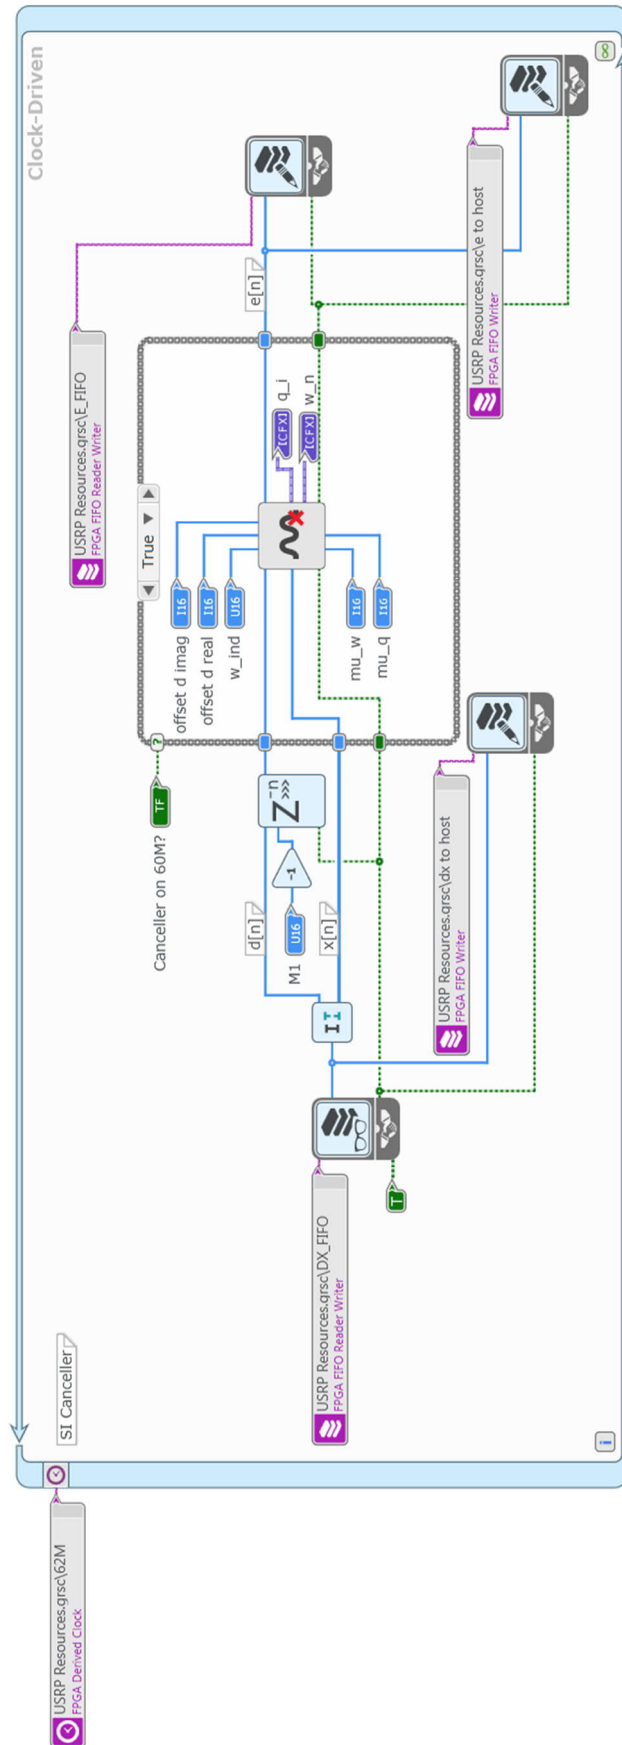 Clock-Driven
USRP Resources.grsc\62M
FPGA Derived Clock
SI Canceller
USRP Resources.grsc\E_FIFO
FPGA FIFO Reader Writer
Canceller on 60M?
TF
?
True
offset d imag
I16
offset d real
I16
w_ind
U16
mu_w
I16
mu_q
I16
[CFX]
q_i
[CFX]
w_n
e[n]
d[n]
Z-n
>>>
-1
M1
U16
x[n]
USRP Resources.grsc\DX_FIFO
FPGA FIFO Reader Writer
T
USRP Resources.grsc\dx to host
FPGA FIFO Writer
USRP Resources.grsc\e to host
FPGA FIFO Writer
i